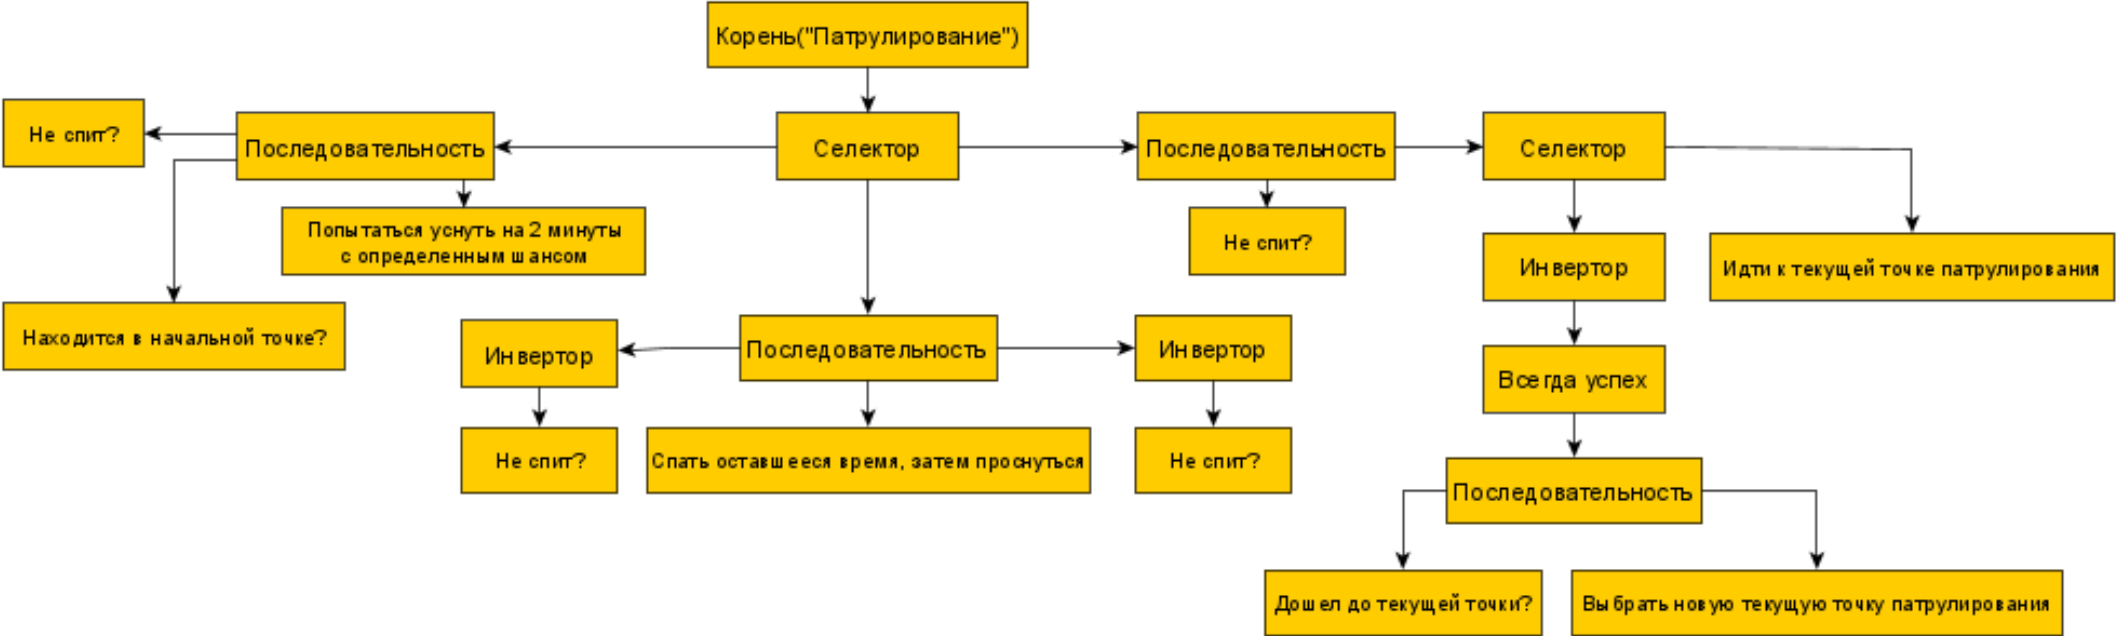 Корень("Патрулирование")
Не спит?
Последовательность
Селектор
Последовательность
Селектор
Попытаться уснуть на 2 минуты
с определенным шансом
Не спит?
Инвертор
Идти к текущей точке патрулирования
Находится в начальной точке?
Инвертор
Последовательность
Инвертор
Всегда успех
Не спит?
Спать оставшееся время, затем проснуться
Не спит?
Последовательность
Дошел до текущей точки?
Выбрать новую текущую точку патрулирования